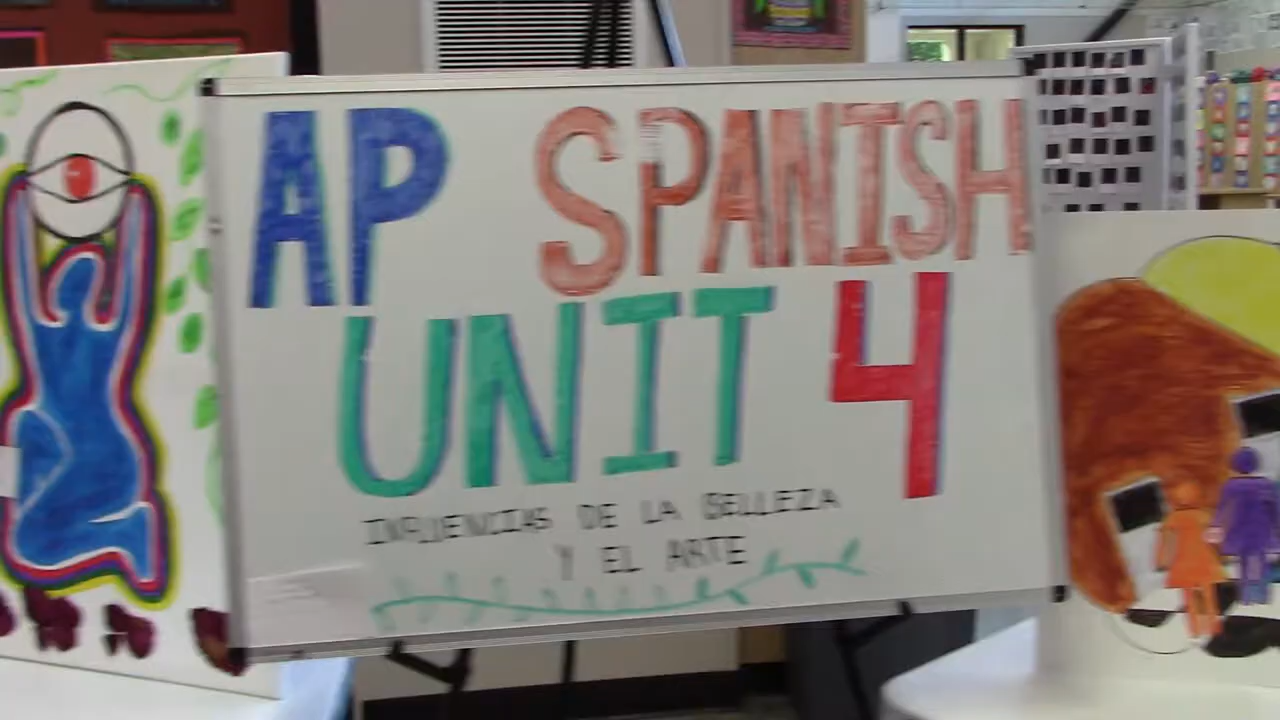 AP SPANISH
UNIT 4
INFLUENCIAS DE LA BELLEZA
Y EL ARTE